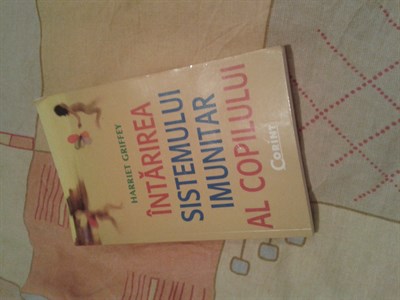 HARRIET GRIFFEY
ÎNTĂRIREA
SISTEMULUI
IMUNITAR
AL COPILULUI
CORINT